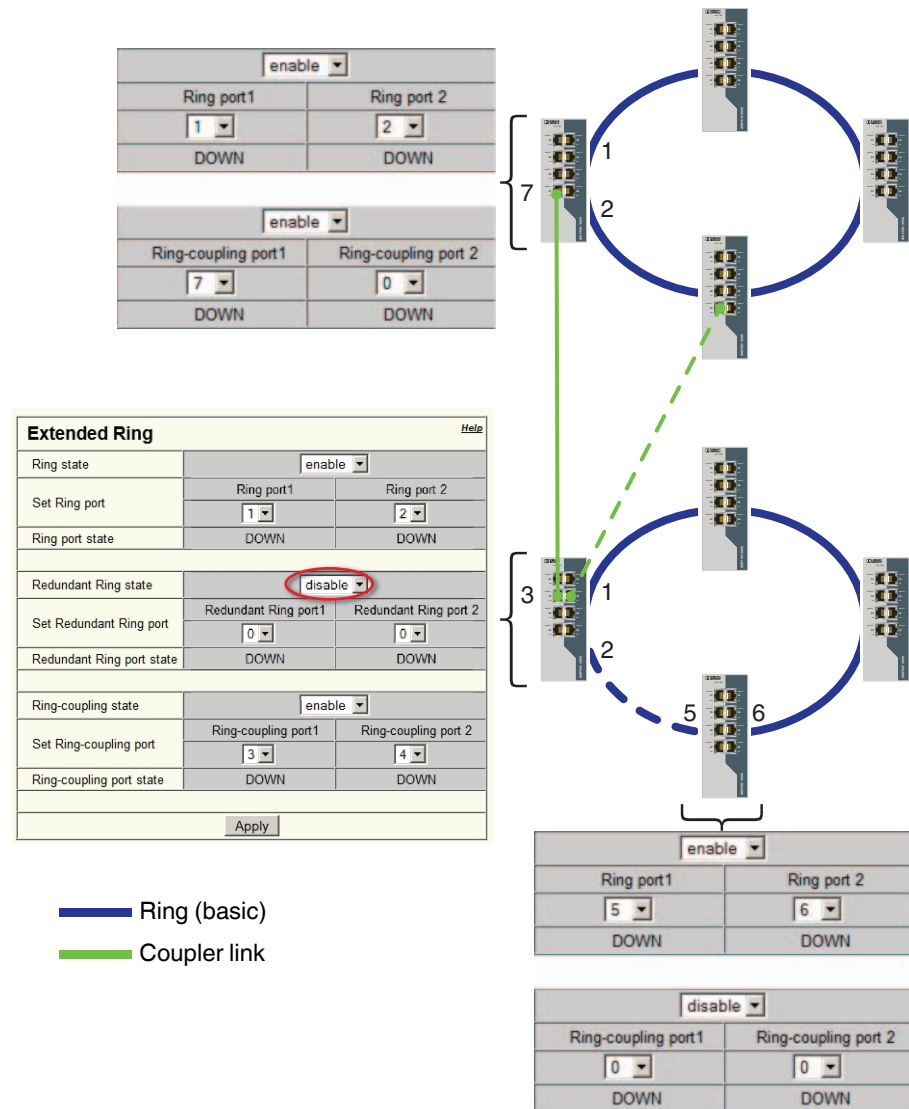 enable
Ring port1 Ring port 2
1 2
DOWN DOWN
enable
Ring-coupling port1 Ring-coupling port 2
7 0
DOWN DOWN
7
1
2
Extended Ring Help
Ring state enable
Set Ring port Ring port1 Ring port 2
1 2
Ring port state DOWN DOWN
Redundant Ring state disable
Set Redundant Ring port Redundant Ring port1 Redundant Ring port 2
0 0
Redundant Ring port state DOWN DOWN
Ring-coupling state enable
Set Ring-coupling port Ring-coupling port1 Ring-coupling port 2
3 4
Ring-coupling port state DOWN DOWN
Apply
3
1
2
5 6
enable
Ring port1 Ring port 2
5 6
DOWN DOWN
disable
Ring-coupling port1 Ring-coupling port 2
0 0
DOWN DOWN
Ring (basic)
Coupler link